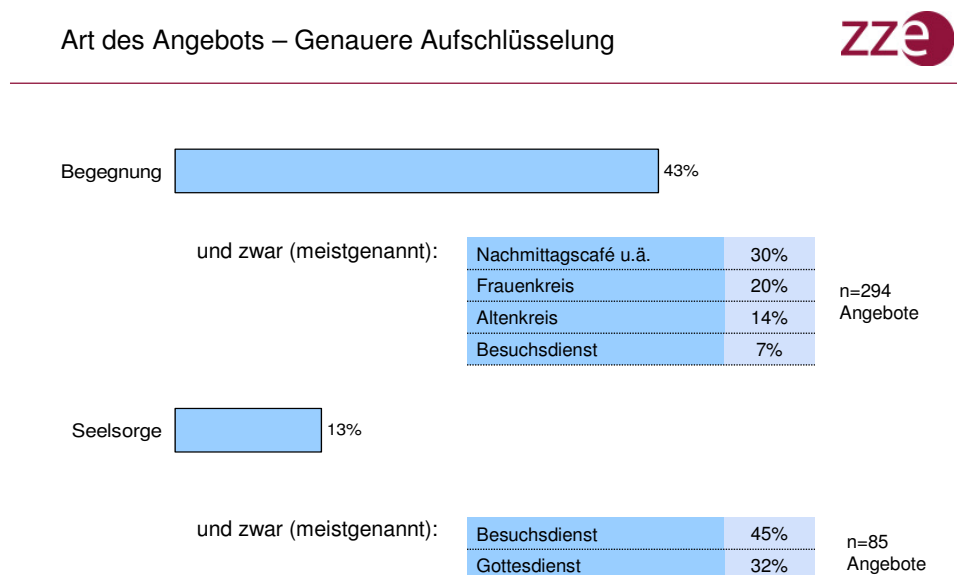 Art des Angebots – Genauere Aufschlüsselung
zze
Begegnung 43%
und zwar (meistgenannt):
Nachmittagscafé u.ä. 30%
Frauenkreis 20%
Altenkreis 14%
Besuchsdienst 7%
n=294
Angebote
Seelsorge 13%
und zwar (meistgenannt):
Besuchsdienst 45%
Gottesdienst 32%
n=85
Angebote